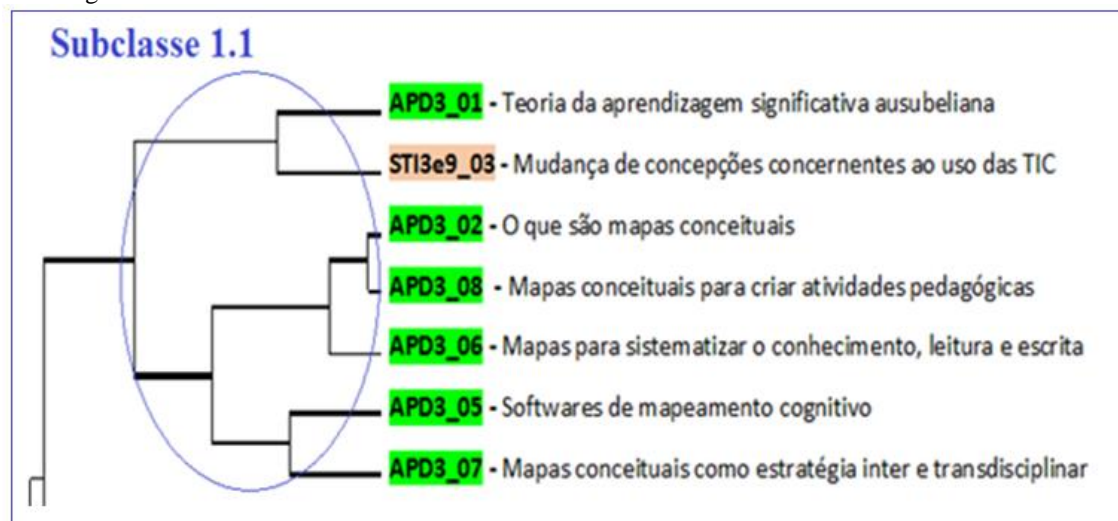 Subclasse 1.1
APD3_01 - Teoria da aprendizagem significativa ausubeliana
STI3e9_03 - Mudança de concepções concernentes ao uso das TIC
APD3_02 - O que são mapas conceituais
APD3_08 - Mapas conceituais para criar atividades pedagógicas
APD3_06 - Mapas para sistematizar o conhecimento, leitura e escrita
APD3_05 - Softwares de mapeamento cognitivo
APD3_07 - Mapas conceituais como estratégia inter e transdisciplinar